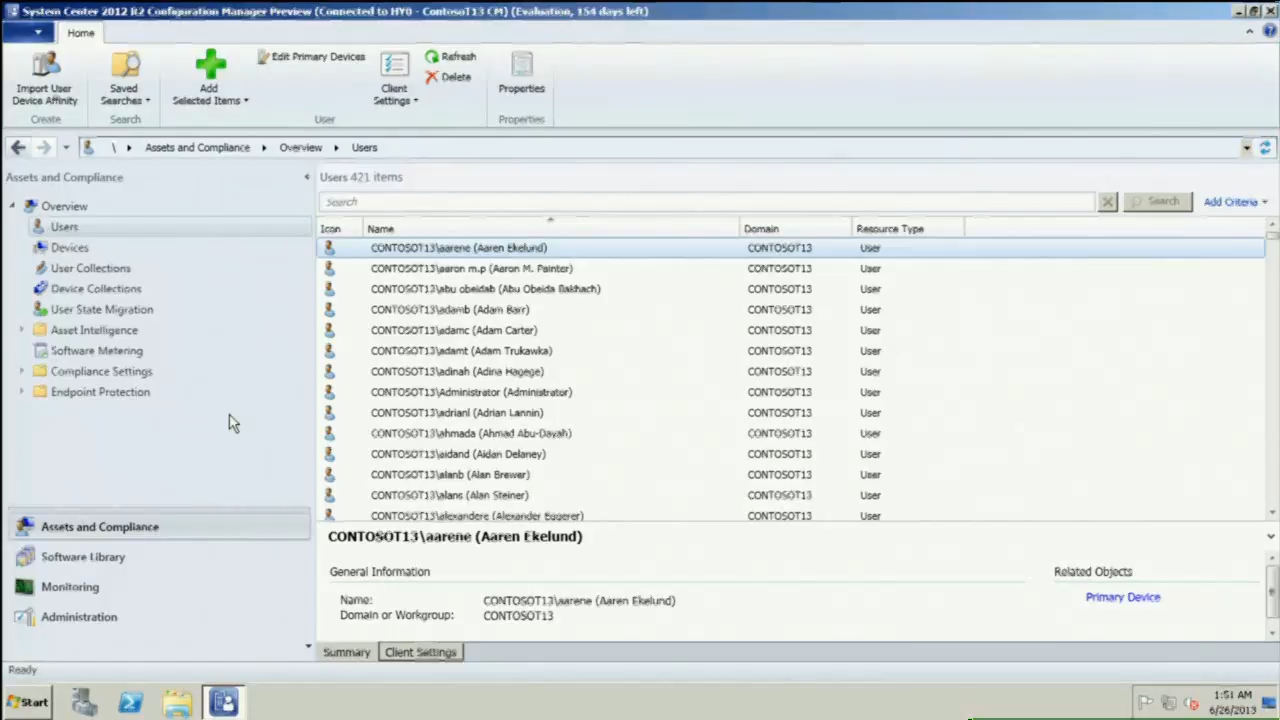 System Center 2012 R2 Configuration Manager Preview (Connected to HY0 - ContosoT13 CM) (Evaluation, 154 days left)
Home
Import User Device Affinity
Saved Searches
Add Selected Items
Edit Primary Devices
Client Settings
Refresh
Delete
Properties
Create
Search
User
Properties
\ Assets and Compliance Overview Users
Assets and Compliance
Overview
Users
Devices
User Collections
Device Collections
User State Migration
Asset Intelligence
Software Metering
Compliance Settings
Endpoint Protection
Assets and Compliance
Software Library
Monitoring
Administration
Users 421 items
Search
Search
Add Criteria
Icon Name Domain Resource Type
CONTOSOT13\aarene (Aaren Ekelund) CONTOSOT13 User
CONTOSOT13\aaron m.p (Aaron M. Painter) CONTOSOT13 User
CONTOSOT13\abu obeidab (Abu Obeida Bakhach) CONTOSOT13 User
CONTOSOT13\adamb (Adam Barr) CONTOSOT13 User
CONTOSOT13\adamc (Adam Carter) CONTOSOT13 User
CONTOSOT13\adamt (Adam Trukawka) CONTOSOT13 User
CONTOSOT13\adinah (Adina Hagege) CONTOSOT13 User
CONTOSOT13\Administrator (Administrator) CONTOSOT13 User
CONTOSOT13\adrianl (Adrian Lannin) CONTOSOT13 User
CONTOSOT13\ahmada (Ahmad Abu-Dayah) CONTOSOT13 User
CONTOSOT13\aidand (Aidan Delaney) CONTOSOT13 User
CONTOSOT13\alanb (Alan Brewer) CONTOSOT13 User
CONTOSOT13\alans (Alan Steiner) CONTOSOT13 User
CONTOSOT13\alexandere (Alexander Eggerer) CONTOSOT13 User
CONTOSOT13\aarene (Aaren Ekelund)
General Information
Name: CONTOSOT13\aarene (Aaren Ekelund)
Domain or Workgroup: CONTOSOT13
Related Objects
Primary Device
Summary Client Settings
Ready
Start
1:51 AM
6/26/2013